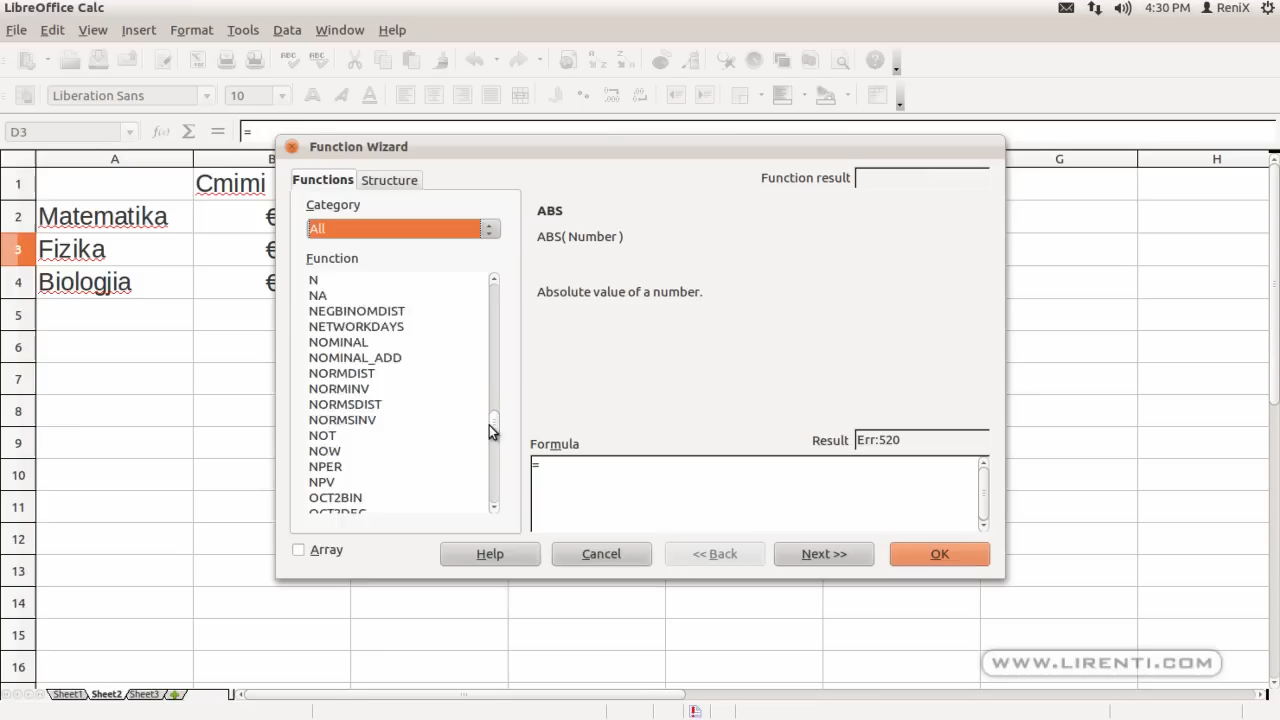 LibreOffice Calc
4:30 PM
ReniX
File Edit View Insert Format Tools Data Window Help
Liberation Sans
10
D3
f(x) Σ = =
Function Wizard
Functions Structure
Function result
Category
All
ABS
ABS( Number )
Function
Absolute value of a number.
N
NA
NEGBINOMDIST
NETWORKDAYS
NOMINAL
NOMINAL_ADD
NORMDIST
NORMINV
NORMSDIST
NORMSINV
NOT
NOW
NPER
NPV
OCT2BIN
OCT2DEC
Formula
Result Err:520
=
Array
Help Cancel << Back Next >> OK
A B G H
1 Cmimi
2 Matematika €
3 Fizika €
4 Biologjia €
5
6
7
8
9
10
11
12
13
14
15
16
WWW.LIRENTI.COM
Sheet1 Sheet2 Sheet3